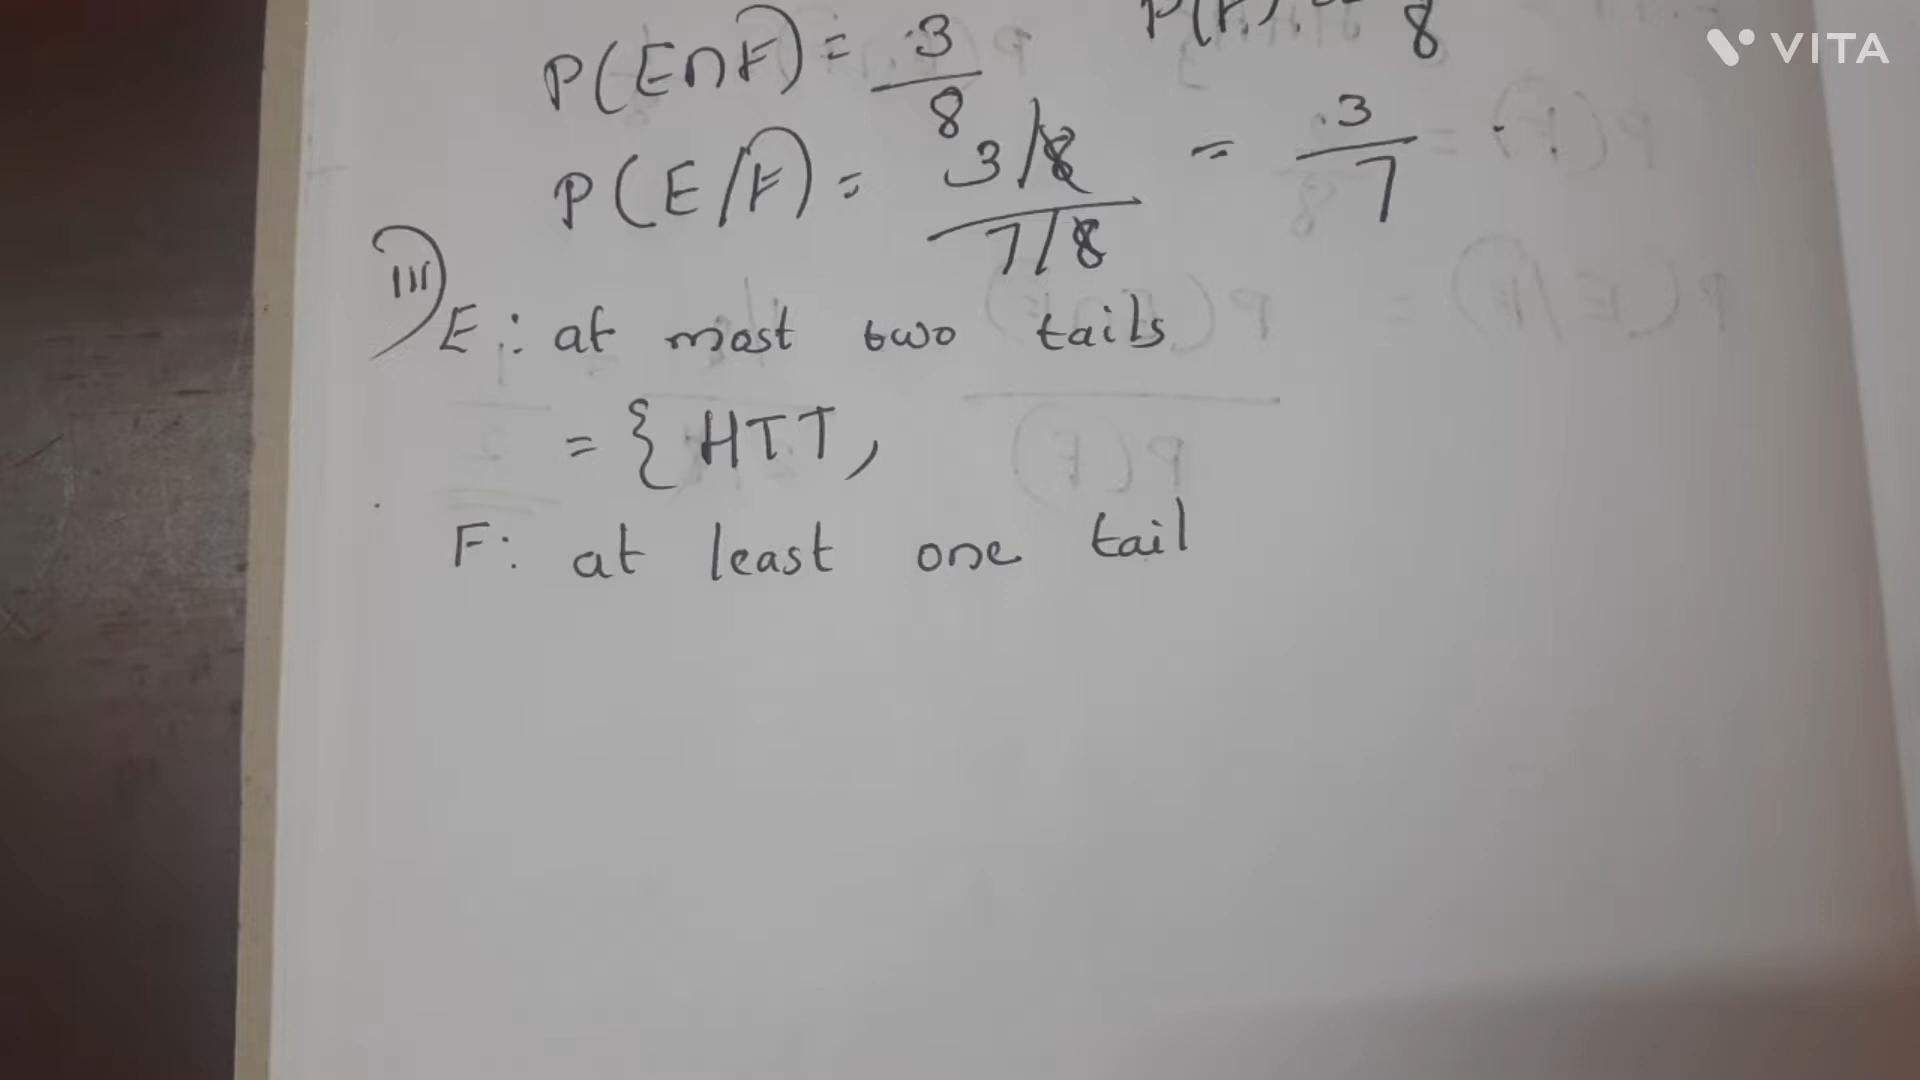 P(E∩F) = 3/8
P(F) = 8
VITA
P(E/F) = 3/8 / 7/8 = 3/7
III)
E: at most two tails
= { HTT,
F: at least one tail